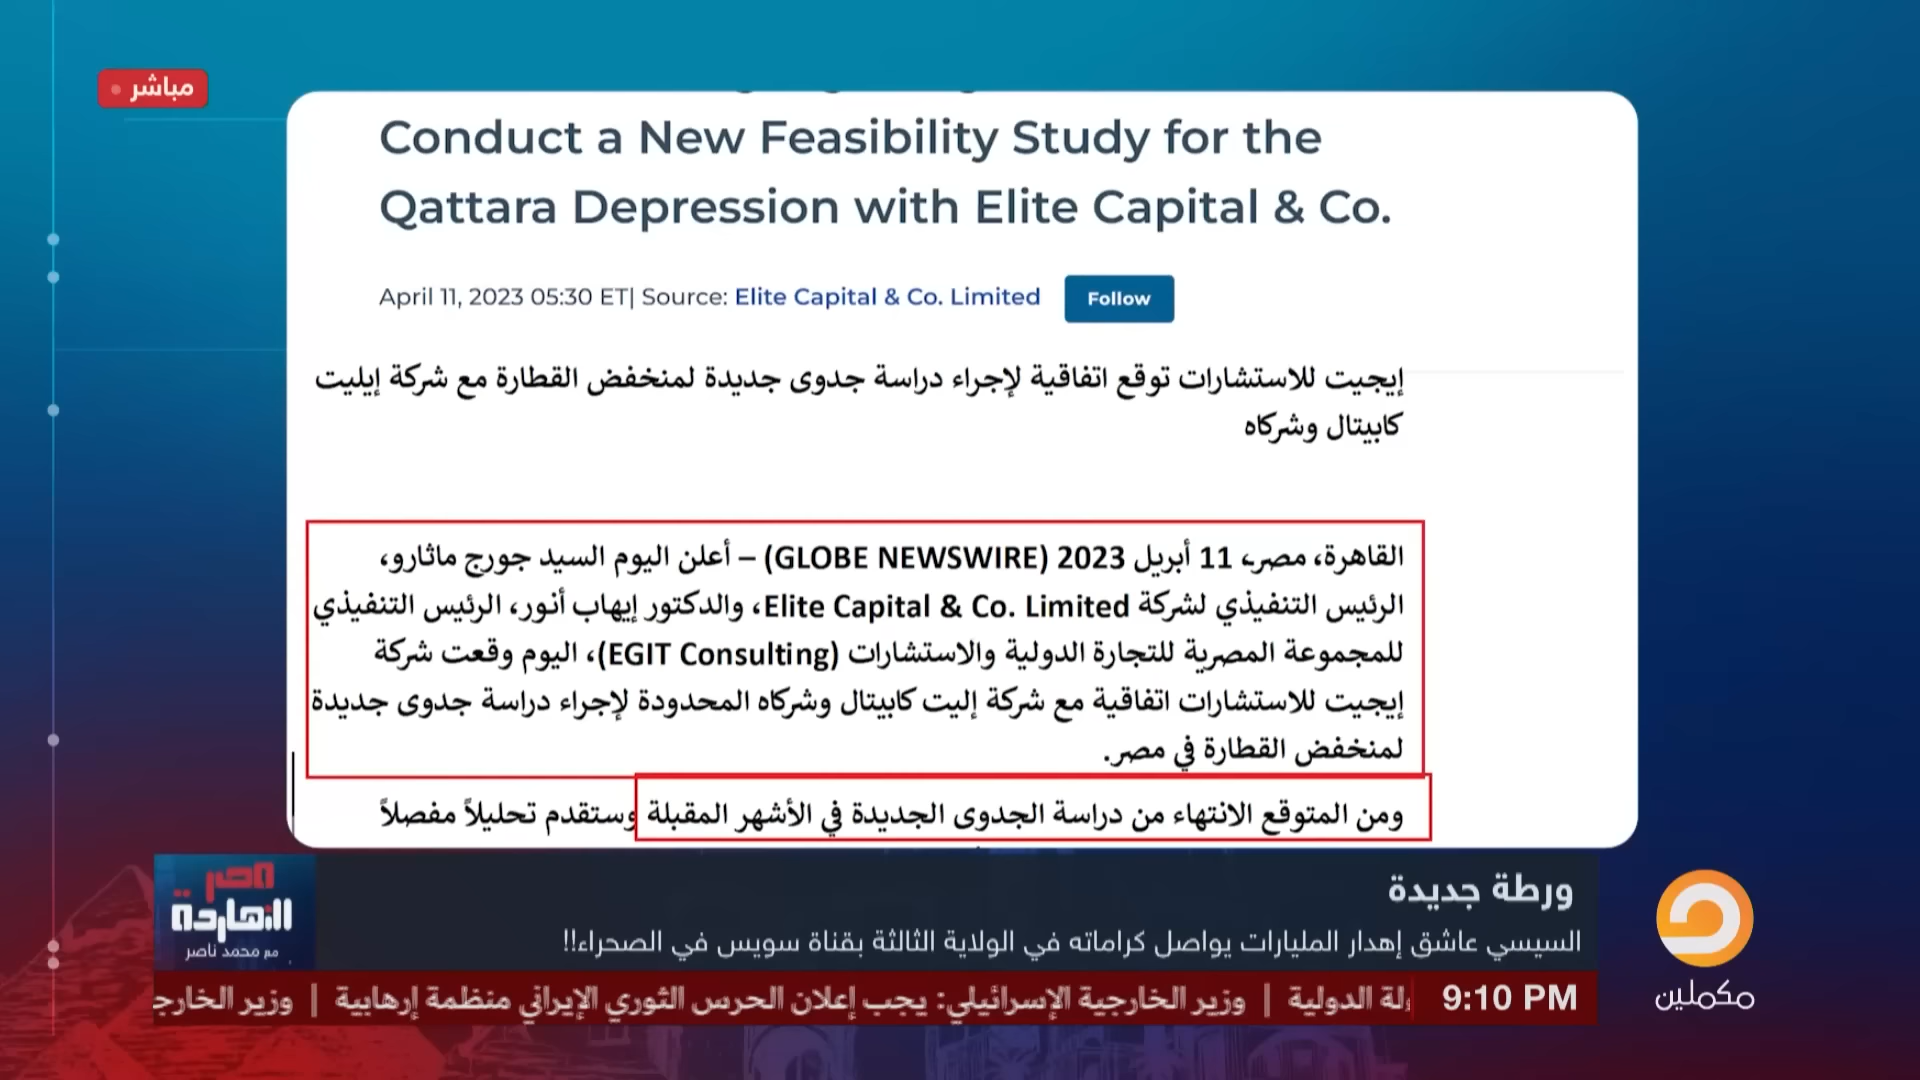 مباشر
Conduct a New Feasibility Study for the
Qattara Depression with Elite Capital & Co.
April 11, 2023 05:30 ET| Source: Elite Capital & Co. Limited
Follow
إيجيت للاستشارات توقع اتفاقية لإجراء دراسة جدوى جديدة لمنخفض القطارة مع شركة إيليت
كابيتال وشركاه
القاهرة، مصر، 11 أبريل 2023 (GLOBE NEWSWIRE) – أعلن اليوم السيد جورج ماثارو،
الرئيس التنفيذي لشركة Elite Capital & Co. Limited، والدكتور إيهاب أنور، الرئيس التنفيذي
للمجموعة المصرية للتجارة الدولية والاستشارات (EGIT Consulting)، اليوم وقعت شركة
إيجيت للاستشارات اتفاقية مع شركة إليت كابيتال وشركاه المحدودة لإجراء دراسة جدوى جديدة
لمنخفض القطارة في مصر.
ومن المتوقع الانتهاء من دراسة الجدوى الجديدة في الأشهر المقبلة وستقدم تحليلاً مفصلاً
مصر
النهاردة
مع محمد ناصر
ورطة جديدة
السيسي عاشق إهدار المليارات يواصل كراماته في الولاية الثالثة بقناة سويس في الصحراء!!
9:10 PM
لة الدولية | وزير الخارجية الإسرائيلي: يجب إعلان الحرس الثوري الإيراني منظمة إرهابية | وزير الخارج
مكملين